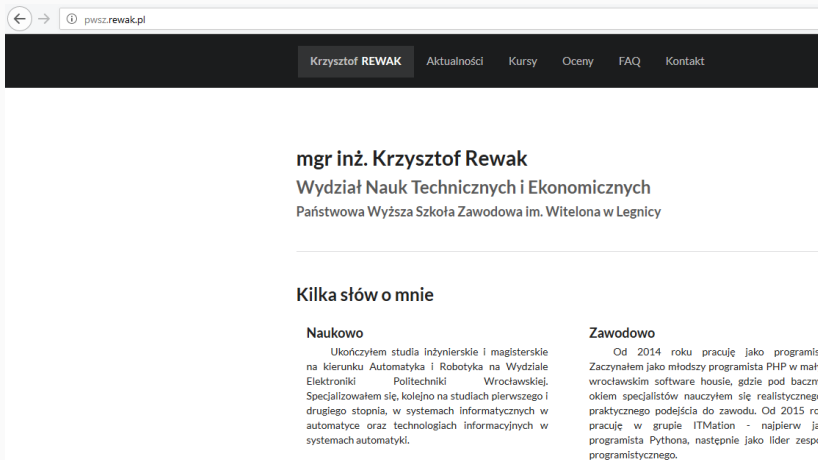 pwsz.rewak.pl
Krzysztof REWAK Aktualności Kursy Oceny FAQ Kontakt
mgr inż. Krzysztof Rewak
Wydział Nauk Technicznych i Ekonomicznych
Państwowa Wyższa Szkoła Zawodowa im. Witelona w Legnicy
Kilka słów o mnie
Naukowo
Ukończyłem studia inżynierskie i magisterskie
na kierunku Automatyka i Robotyka na Wydziale
Elektroniki Politechniki Wrocławskiej.
Specjalizowałem się, kolejno na studiach pierwszego i
drugiego stopnia, w systemach informatycznych w
automatyce oraz technologiach informacyjnych w
systemach automatyki.
Zawodowo
Od 2014 roku pracuję jako
Zaczynałem jako młodszy programista PHP w
wrocławskim software housie, gdzie pod
okiem specjalistów nauczyłem się
praktycznego podejścia do zawodu. Od 2015
pracuję w grupie ITMation - najpierw
programista Pythona, następnie jako lider
programistycznego.